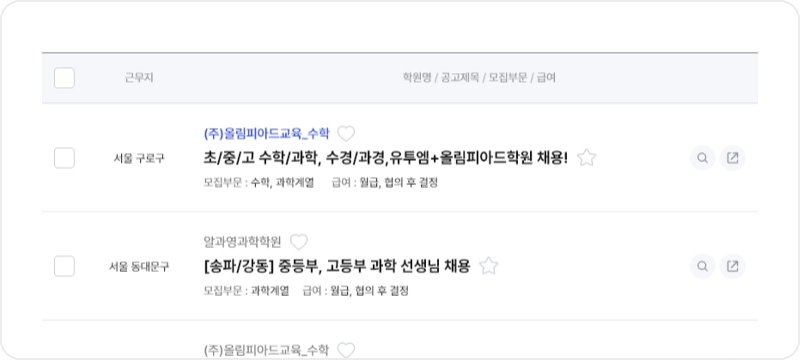 근무지 학원명 / 공고제목 / 모집부문 / 급여
(주)올림피아드교육_수학
서울 구로구 초/중/고 수학/과학, 수경/과경,유투엠+올림피아드학원 채용!
모집부문 : 수학, 과학계열 급여 : 월급, 협의 후 결정
알과영과학학원
서울 동대문구 [송파/강동] 중등부, 고등부 과학 선생님 채용
모집부문 : 과학계열 급여 : 월급, 협의 후 결정
(주)올림피아드교육_수학